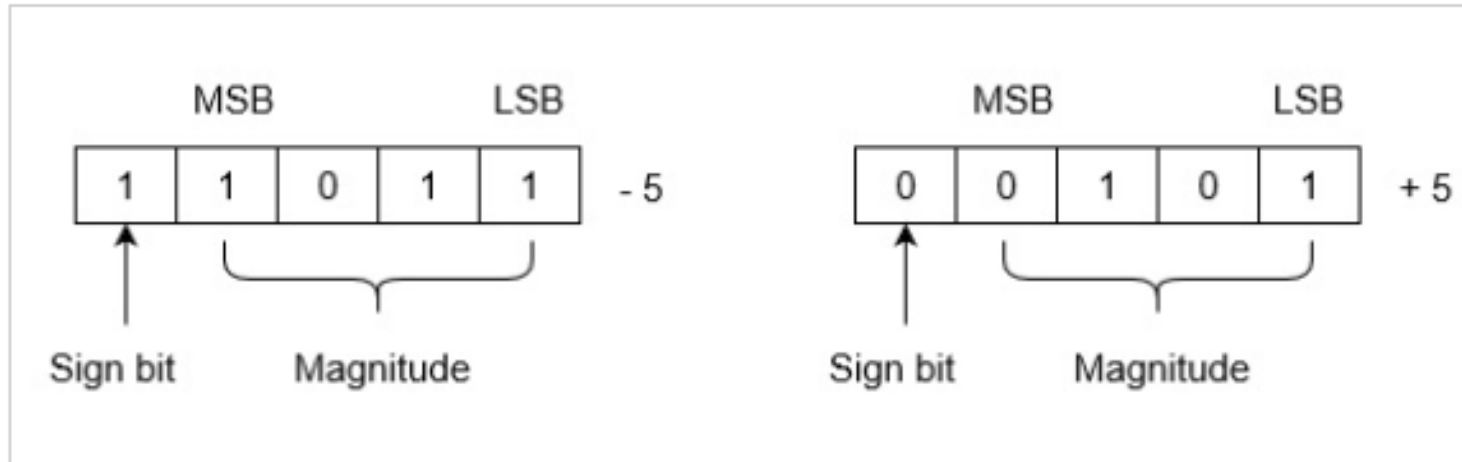 MSB LSB MSB LSB
1 1 0 1 1 - 5 0 0 1 0 1 + 5
Sign bit Magnitude Sign bit Magnitude